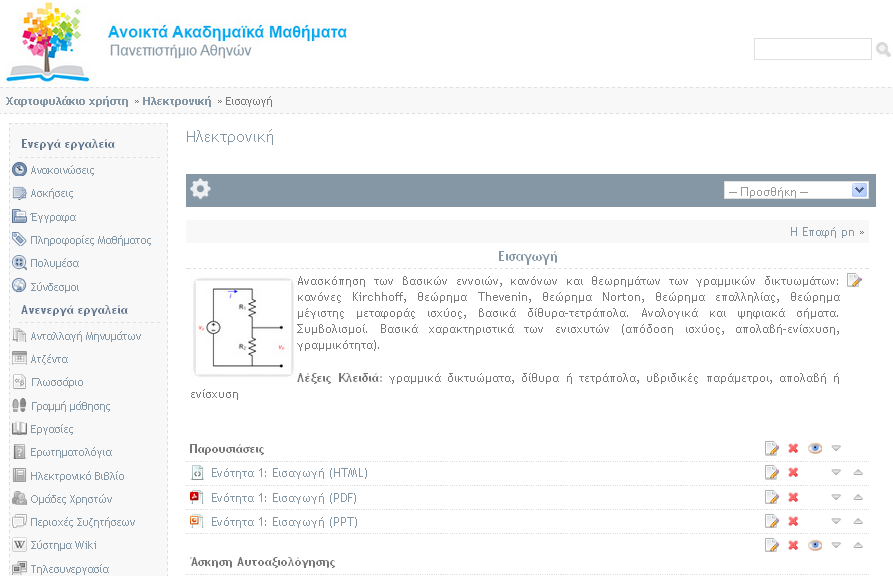 Ανοικτά Ακαδημαϊκά Μαθήματα
Πανεπιστήμιο Αθηνών
Χαρτοφυλάκιο χρήστη » Ηλεκτρονική » Εισαγωγή
Ενεργά εργαλεία
Ανακοινώσεις
Ασκήσεις
Έγγραφα
Πληροφορίες Μαθήματος
Πολυμέσα
Σύνδεσμοι
Ανενεργά εργαλεία
Ανταλλαγή Μηνυμάτων
Ατζέντα
Γλωσσάριο
Γραμμή μάθησης
Εργασίες
Ερωτηματολόγια
Ηλεκτρονικό Βιβλίο
Ομάδες Χρηστών
Περιοχές Συζητήσεων
Σύστημα Wiki
Τηλεσυνεργασία
Ηλεκτρονική
-- Προσθήκη --
Η Επαφή pn »
Εισαγωγή
Ανασκόπηση των βασικών εννοιών, κανόνων και θεωρημάτων των γραμμικών δικτυωμάτων:
κανόνες Kirchhoff, θεώρημα Thevenin, θεώρημα Norton, θεώρημα επαλληλίας, θεώρημα
μέγιστης μεταφοράς ισχύος, βασικά δίθυρα-τετράπολα. Αναλογικά και ψηφιακά σήματα.
Συμβολισμοί. Βασικά χαρακτηριστικά των ενισχυτών (απόδοση ισχύος, απολαβή-ενίσχυση,
γραμμικότητα).
R1
R2
Λέξεις Κλειδιά: γραμμικά δικτυώματα, δίθυρα ή τετράπολα, υβριδικές παράμετροι, απολαβή ή
ενίσχυση
Παρουσιάσεις
Ενότητα 1: Εισαγωγή (HTML)
Ενότητα 1: Εισαγωγή (PDF)
Ενότητα 1: Εισαγωγή (PPT)
Άσκηση Αυτοαξιολόγησης